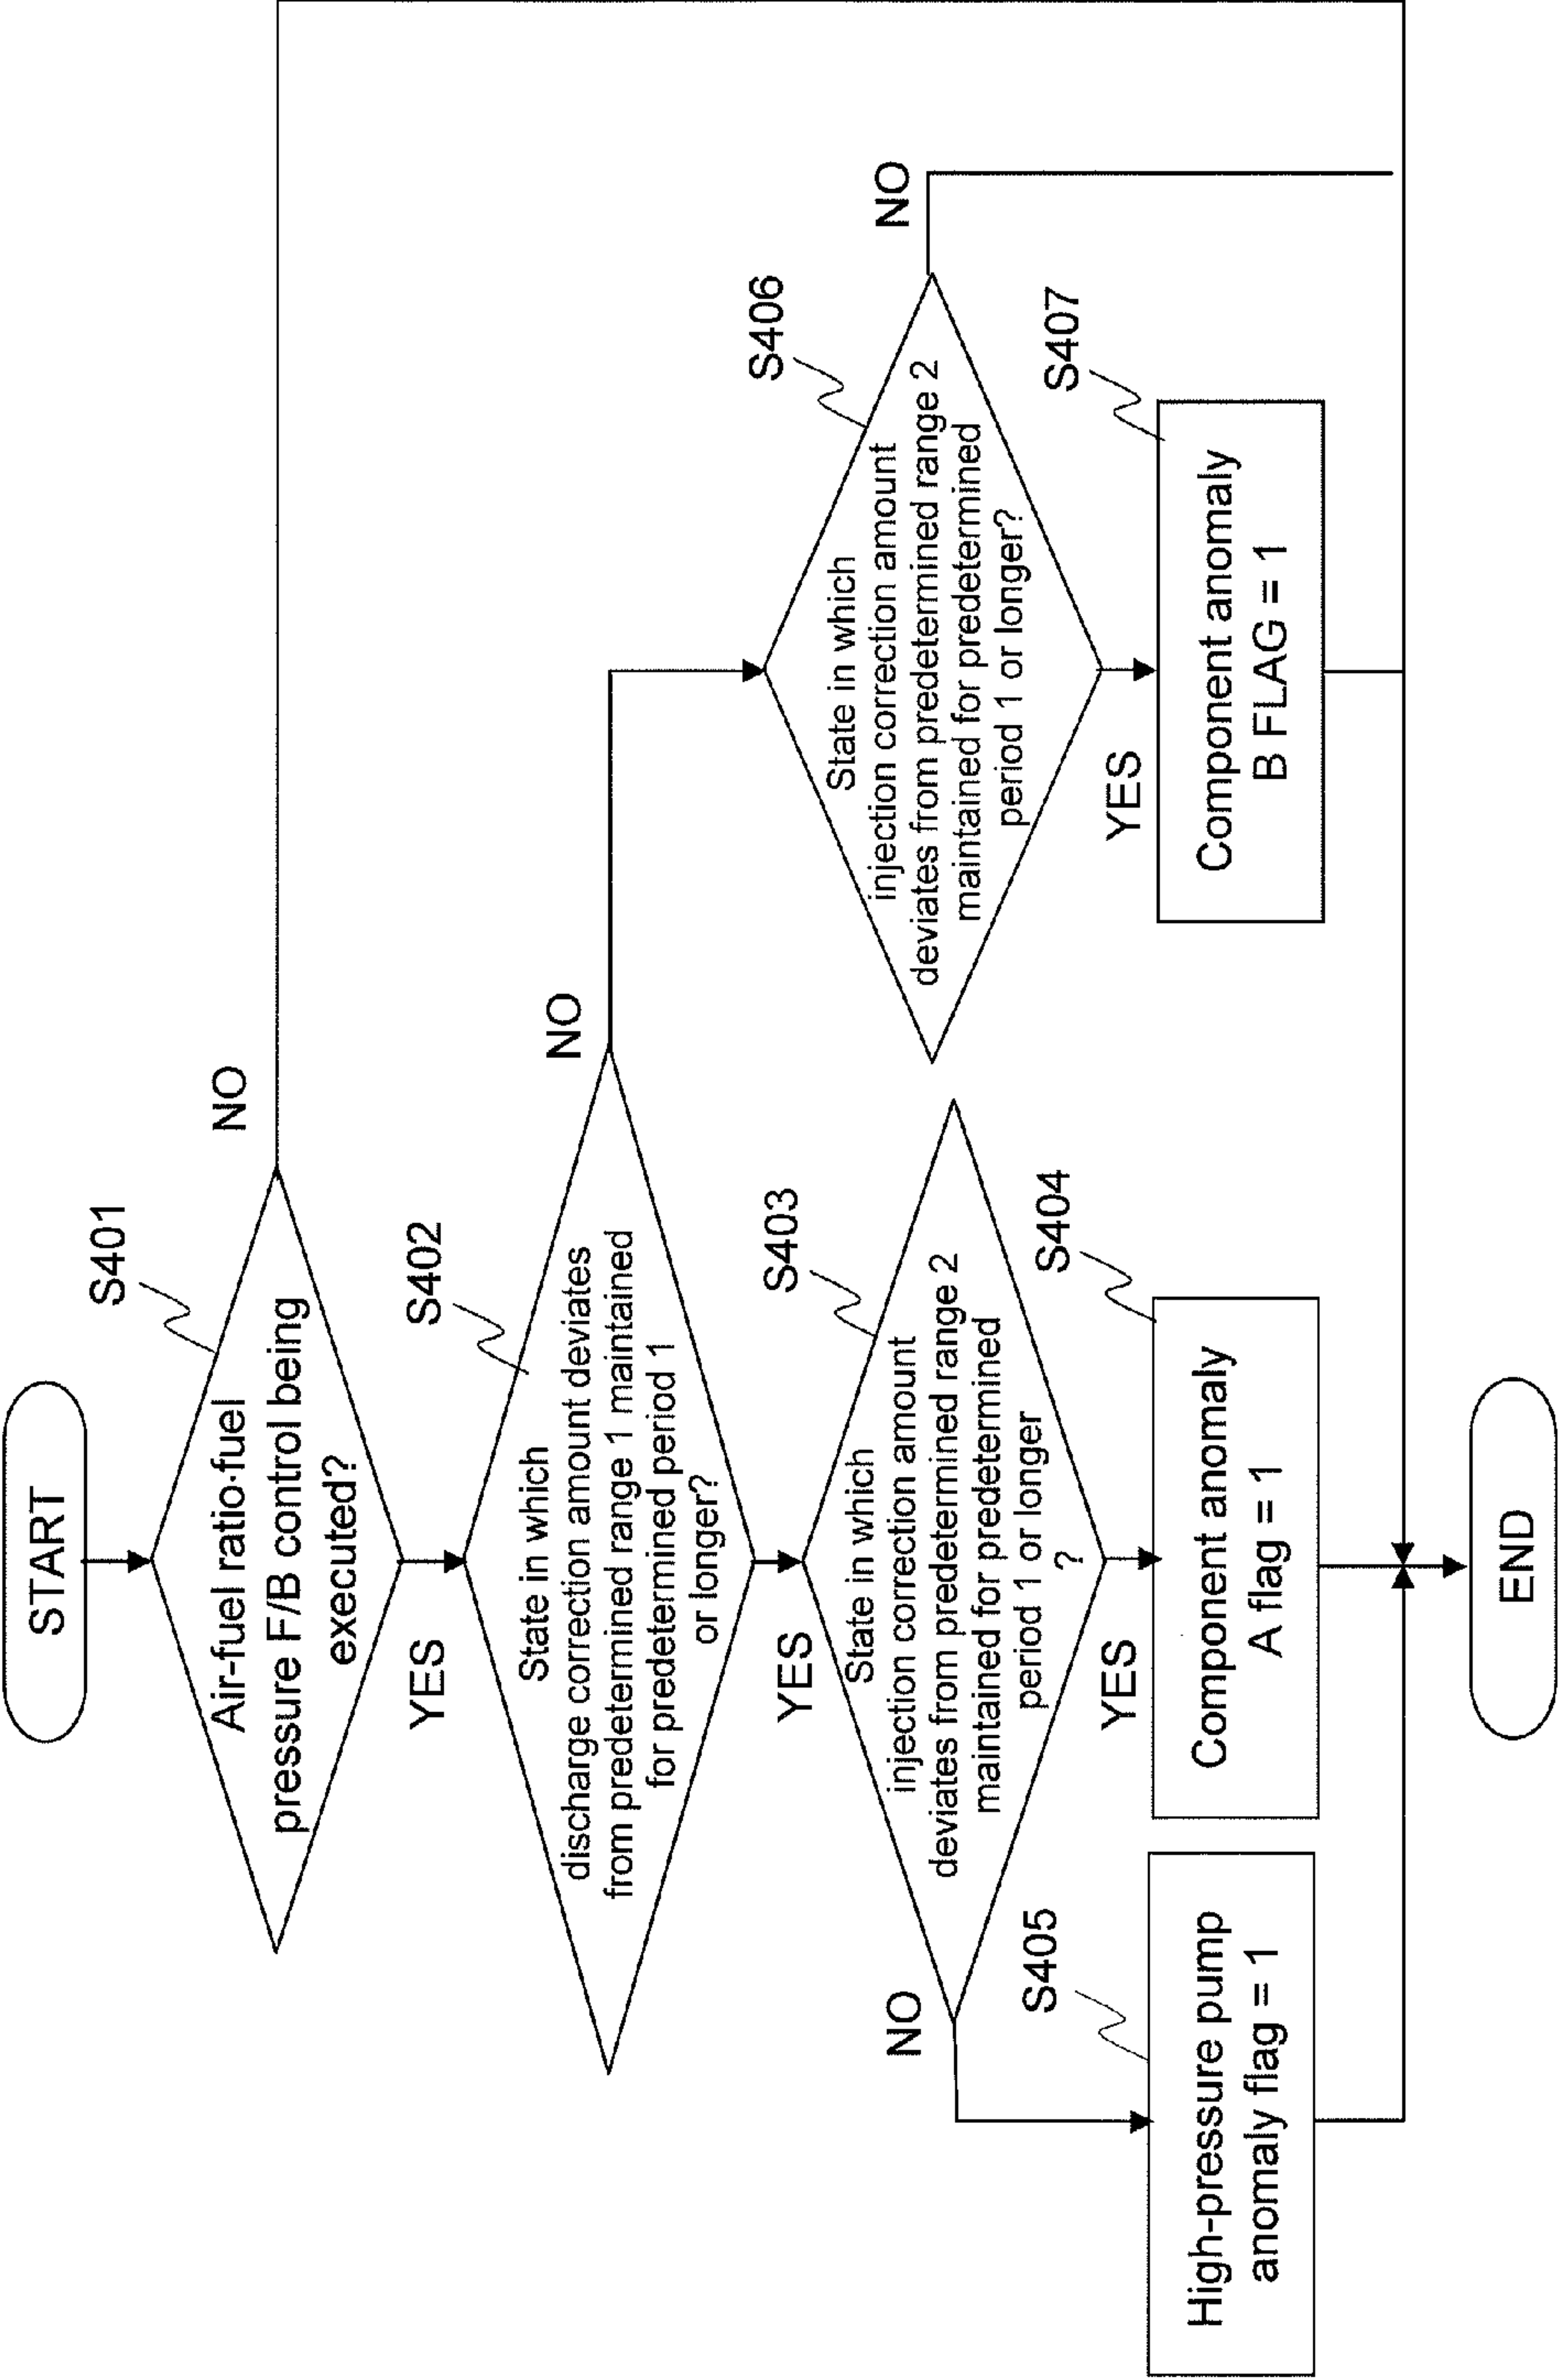 START
S401
Air-fuel ratio·fuel
pressure F/B control being
executed?
NO
YES
S402
State in which
discharge correction amount deviates
from predetermined range 1 maintained
for predetermined period 1
or longer?
NO
YES
S403
State in which
injection correction amount
deviates from predetermined range 2
maintained for predetermined
period 1 or longer
?
NO
YES
S406
State in which
injection correction amount
deviates from predetermined range 2
maintained for predetermined
period 1 or longer?
NO
YES
S405
High-pressure pump
anomaly flag = 1
S404
Component anomaly
A flag = 1
S407
Component anomaly
B FLAG = 1
END